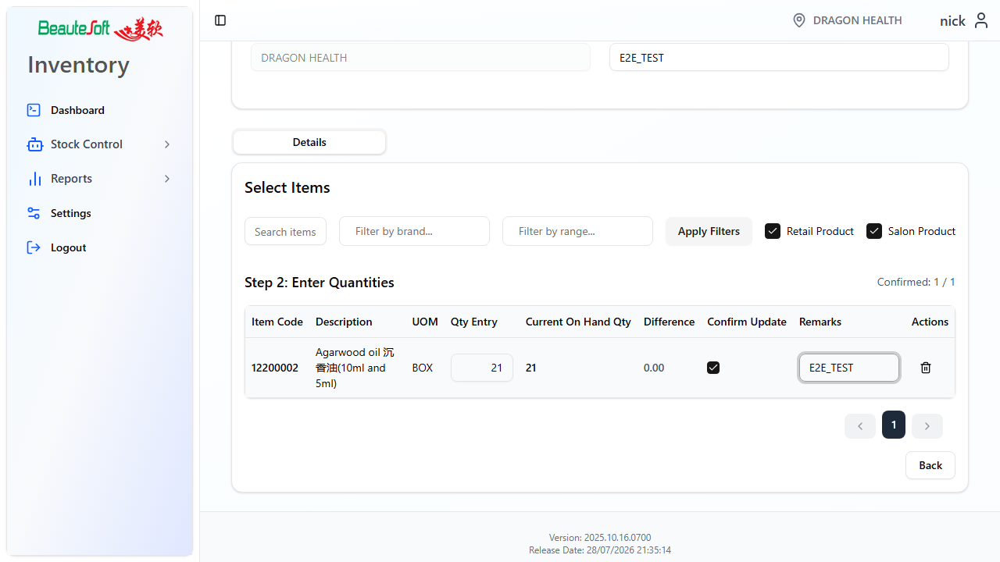 BeauteSoft 美软
Inventory
Dashboard
Stock Control
Reports
Settings
Logout
DRAGON HEALTH
nick
DRAGON HEALTH
E2E_TEST
Details
Select Items
Search items
Filter by brand...
Filter by range...
Apply Filters
Retail Product
Salon Product
Step 2: Enter Quantities
Confirmed: 1 / 1
Item Code Description UOM Qty Entry Current On Hand Qty Difference Confirm Update Remarks Actions
12200002
Agarwood oil 沉
香油(10ml and
5ml)
BOX
21
21
0.00
E2E_TEST
1
Back
Version: 2025.10.16.0700
Release Date: 28/07/2026 21:35:14